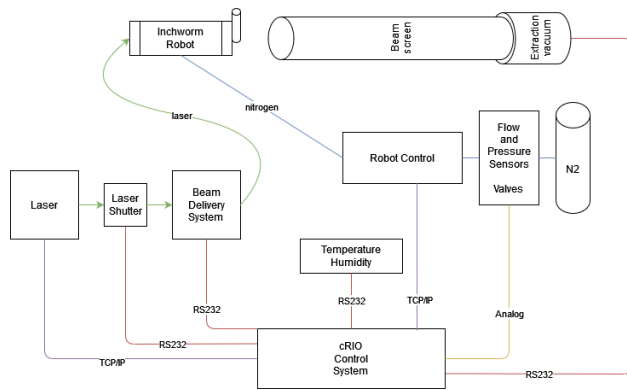 Inchworm
Robot
Beam
screen
Extraction
vacuum
nitrogen
laser
Flow
and
Pressure
Sensors
Valves
N2
Robot Control
Laser
Laser
Shutter
Beam
Delivery
System
Temperature
Humidity
RS232
RS232
TCP/IP
Analog
RS232
TCP/IP
cRIO
Control
System
RS232